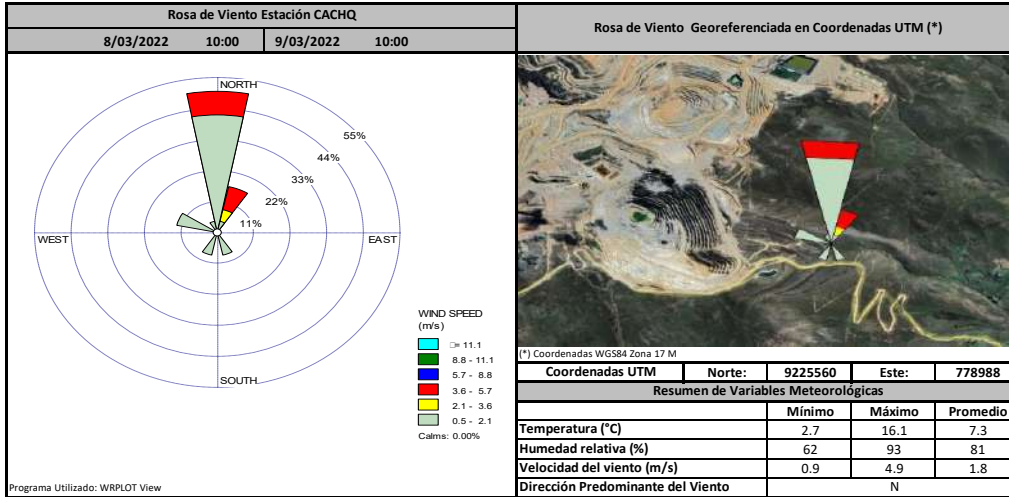 Rosa de Viento Estación CACHQ
8/03/2022 10:00 9/03/2022 10:00
NORTH
55%
44%
33%
22%
11%
WEST
EAST
SOUTH
WIND SPEED
(m/s)
□= 11.1
8.8 - 11.1
5.7 - 8.8
3.6 - 5.7
2.1 - 3.6
0.5 - 2.1
Calms: 0.00%
Programa Utilizado: WRPLOT View
Rosa de Viento Georeferenciada en Coordenadas UTM (*)
(*) Coordenadas WGS84 Zona 17 M
Coordenadas UTM Norte: 9225560 Este: 778988
Resumen de Variables Meteorológicas
Mínimo Máximo Promedio
Temperatura (°C) 2.7 16.1 7.3
Humedad relativa (%) 62 93 81
Velocidad del viento (m/s) 0.9 4.9 1.8
Dirección Predominante del Viento N